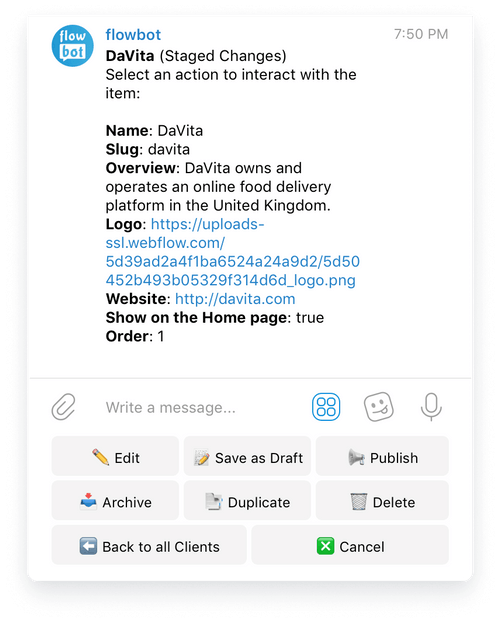 flow
bot
flowbot
7:50 PM
DaVita (Staged Changes)
Select an action to interact with the
item:
Name: DaVita
Slug: davita
Overview: DaVita owns and
operates an online food delivery
platform in the United Kingdom.
Logo: https://uploads-
ssl.webflow.com/
5d39ad2a4f1ba6524a24a9d2/5d50
452b493b05329f314d6d_logo.png
Website: http://davita.com
Show on the Home page: true
Order: 1
Write a message...
Edit
Save as Draft
Publish
Archive
Duplicate
Delete
Back to all Clients
Cancel